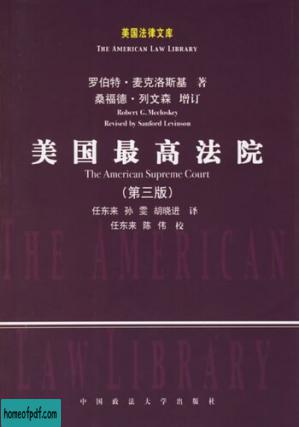 美国法律文库
THE AMERICAN LAW LIBRARY
罗伯特·麦克洛斯基 著
桑福德·列文森 增订
Robert G. Mccloskey
Revised by Sanford Levinson
美国最高法院
The American Supreme Court
(第三版)
任东来 孙雯 胡晓进 译
任东来 陈伟 校
THE AMERICAN
LAW LIBRARY
中国政法大学出版社
homeofpdf.com